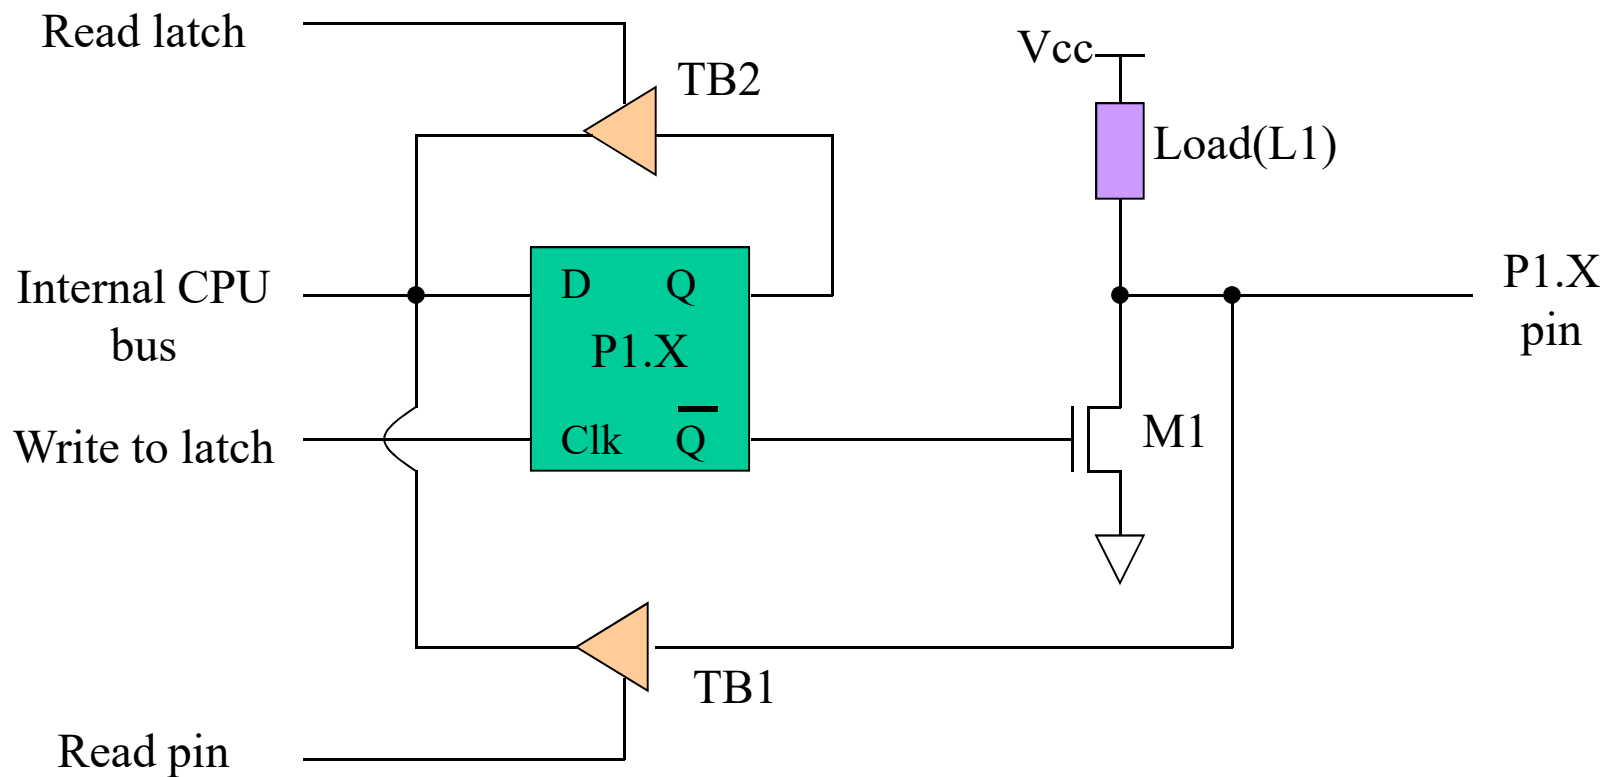 Read latch
TB2
Vcc
Load(L1)
Internal CPU
bus
D Q
P1.X
Clk Q
P1.X
pin
Write to latch
M1
TB1
Read pin